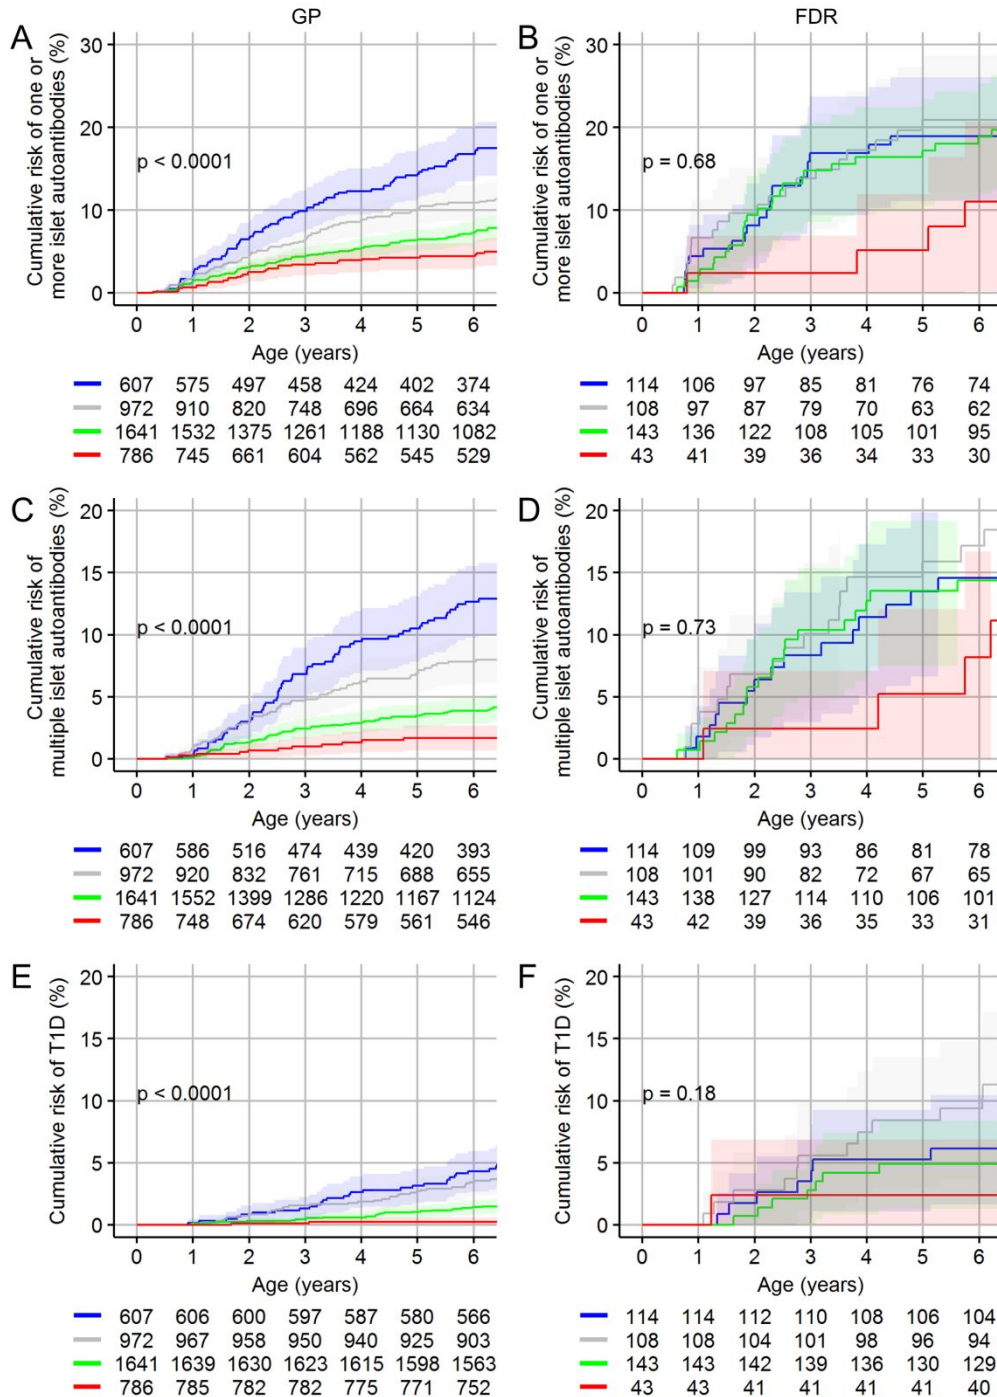 GP
FDR
A
Cumulative risk of one or
more islet autoantibodies (%)
30
20
10
0
p < 0.0001
0 1 2 3 4 5 6
Age (years)
607 575 497 458 424 402 374
972 910 820 748 696 664 634
1641 1532 1375 1261 1188 1130 1082
786 745 661 604 562 545 529
B
Cumulative risk of one or
more islet autoantibodies (%)
30
20
10
0
p = 0.68
0 1 2 3 4 5 6
Age (years)
114 106 97 85 81 76 74
108 97 87 79 70 63 62
143 136 122 108 105 101 95
43 41 39 36 34 33 30
C
Cumulative risk of
multiple islet autoantibodies (%)
20
15
10
5
0
p < 0.0001
0 1 2 3 4 5 6
Age (years)
607 586 516 474 439 420 393
972 920 832 761 715 688 655
1641 1552 1399 1286 1220 1167 1124
786 748 674 620 579 561 546
D
Cumulative risk of
multiple islet autoantibodies (%)
20
15
10
5
0
p = 0.73
0 1 2 3 4 5 6
Age (years)
114 109 99 93 86 81 78
108 101 90 82 72 67 65
143 138 127 114 110 106 101
43 42 39 36 35 33 31
E
Cumulative risk of T1D (%)
20
15
10
5
0
p < 0.0001
0 1 2 3 4 5 6
Age (years)
607 606 600 597 587 580 566
972 967 958 950 940 925 903
1641 1639 1630 1623 1615 1598 1563
786 785 782 782 775 771 752
F
Cumulative risk of T1D (%)
20
15
10
5
0
p = 0.18
0 1 2 3 4 5 6
Age (years)
114 114 112 110 108 106 104
108 108 104 101 98 96 94
143 143 142 139 136 130 129
43 43 41 41 41 41 40